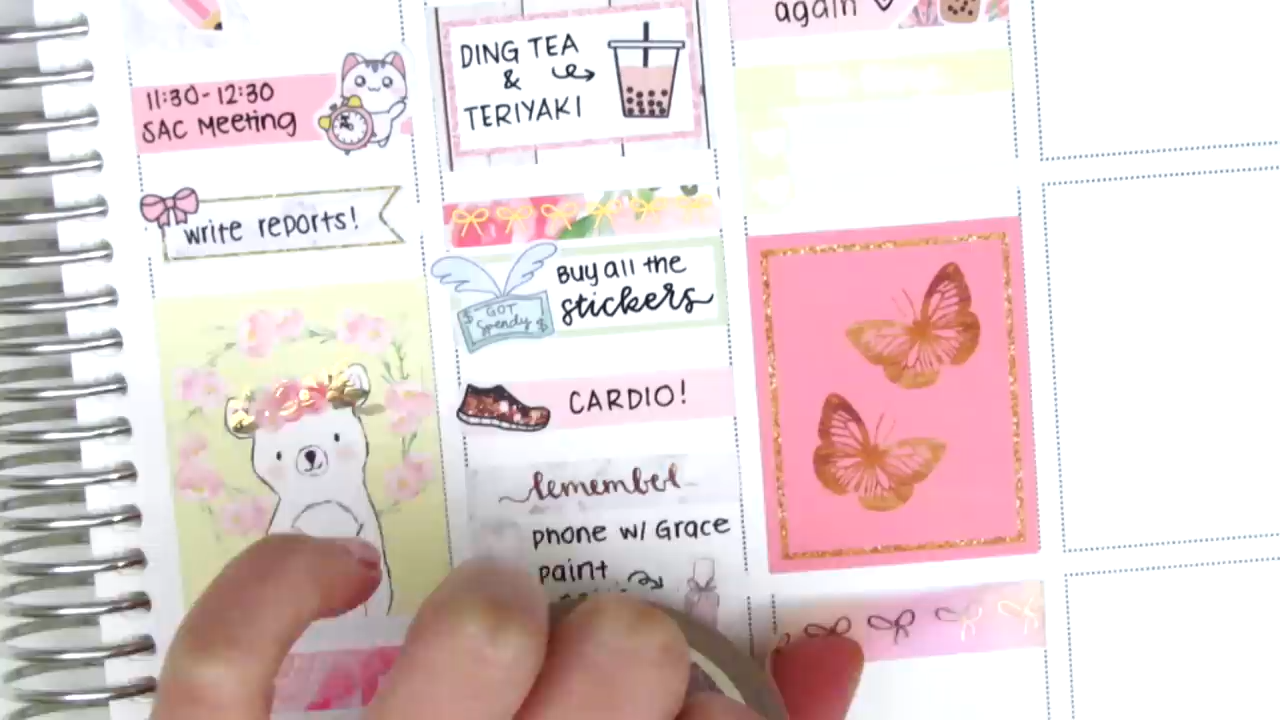 11:30-12:30
SAC Meeting
write reports!
DING TEA
&
TERIYAKI
GOT
Spendy
Buy all the
stickers
CARDIO!
remember
phone w/ Grace
paint
again